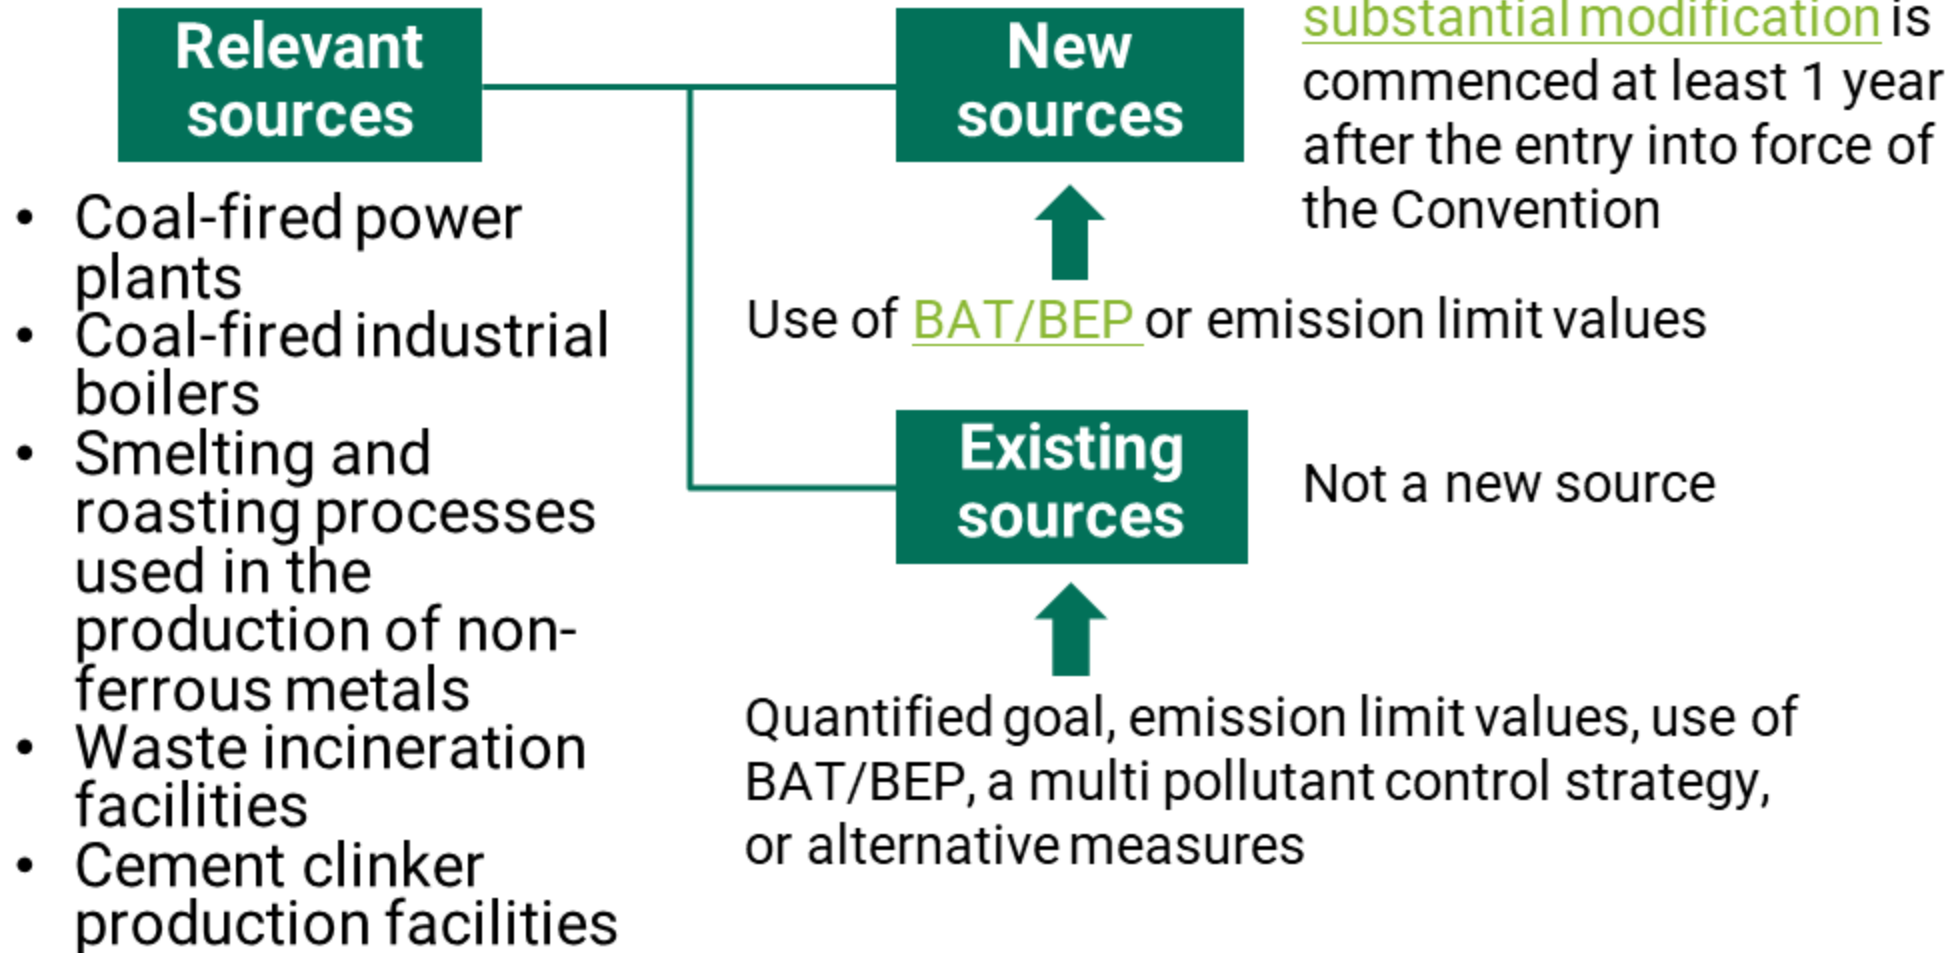 Relevant
sources
• Coal-fired power
plants
• Coal-fired industrial
boilers
• Smelting and
roasting processes
used in the
production of non-
ferrous metals
• Waste incineration
facilities
• Cement clinker
production facilities
New
sources
substantial modification is
commenced at least 1 year
after the entry into force of
the Convention
Use of BAT/BEP or emission limit values
Existing
sources
Not a new source
Quantified goal, emission limit values, use of
BAT/BEP, a multi pollutant control strategy,
or alternative measures